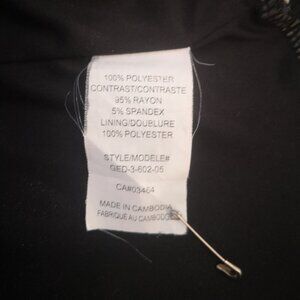 100% POLYESTER
CONTRAST/CONTRASTE
95% RAYON
5% SPANDEX
LINING/DOUBLURE
100% POLYESTER
STYLE/MODELE#
GED-3-602-05
CA#03464
MADE IN CAMBODIA
FABRIQUE AU CAMBODGE